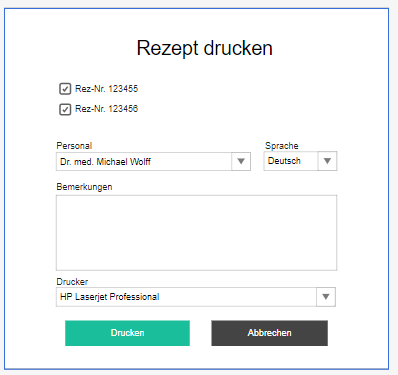 Rezept drucken
Rez-Nr. 123455
Rez-Nr. 123456
Personal
Sprache
Dr. med. Michael Wolff
Deutsch
Bemerkungen
Drucker
HP Laserjet Professional
Drucken
Abbrechen